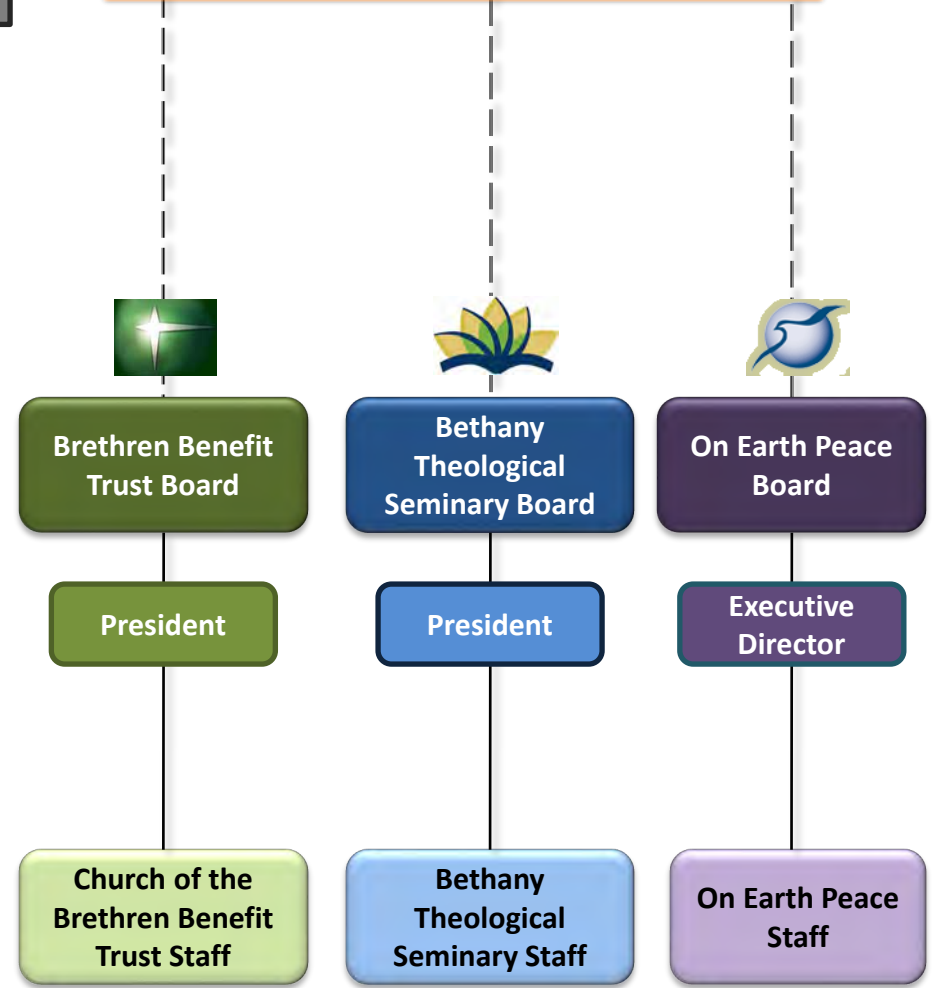 Brethren Benefit
Trust Board
Bethany
Theological
Seminary Board
On Earth Peace
Board
President
President
Executive
Director
Church of the
Brethren Benefit
Trust Staff
Bethany
Theological
Seminary Staff
On Earth Peace
Staff